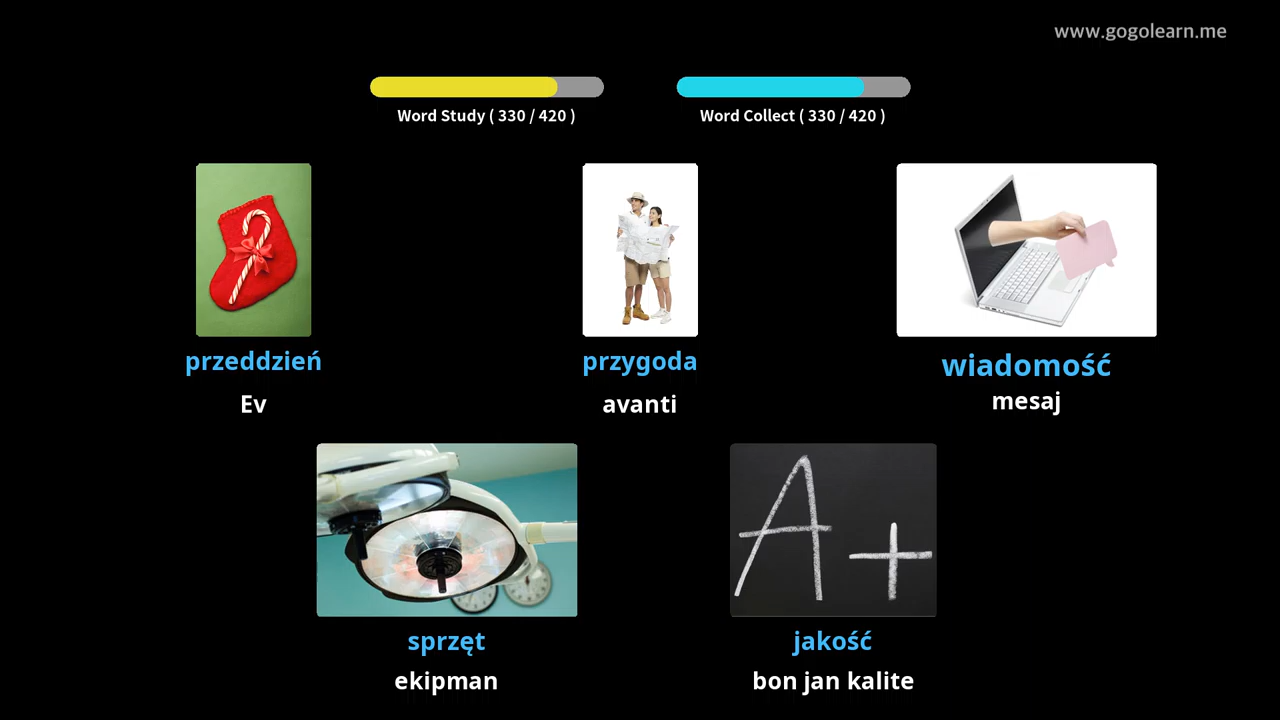 www.gogolearn.me
Word Study ( 330 / 420 )
Word Collect ( 330 / 420 )
przeddzień
przygoda
wiadomość
Ev
avanti
mesaj
A+
sprzęt
jakość
ekipman
bon jan kalite